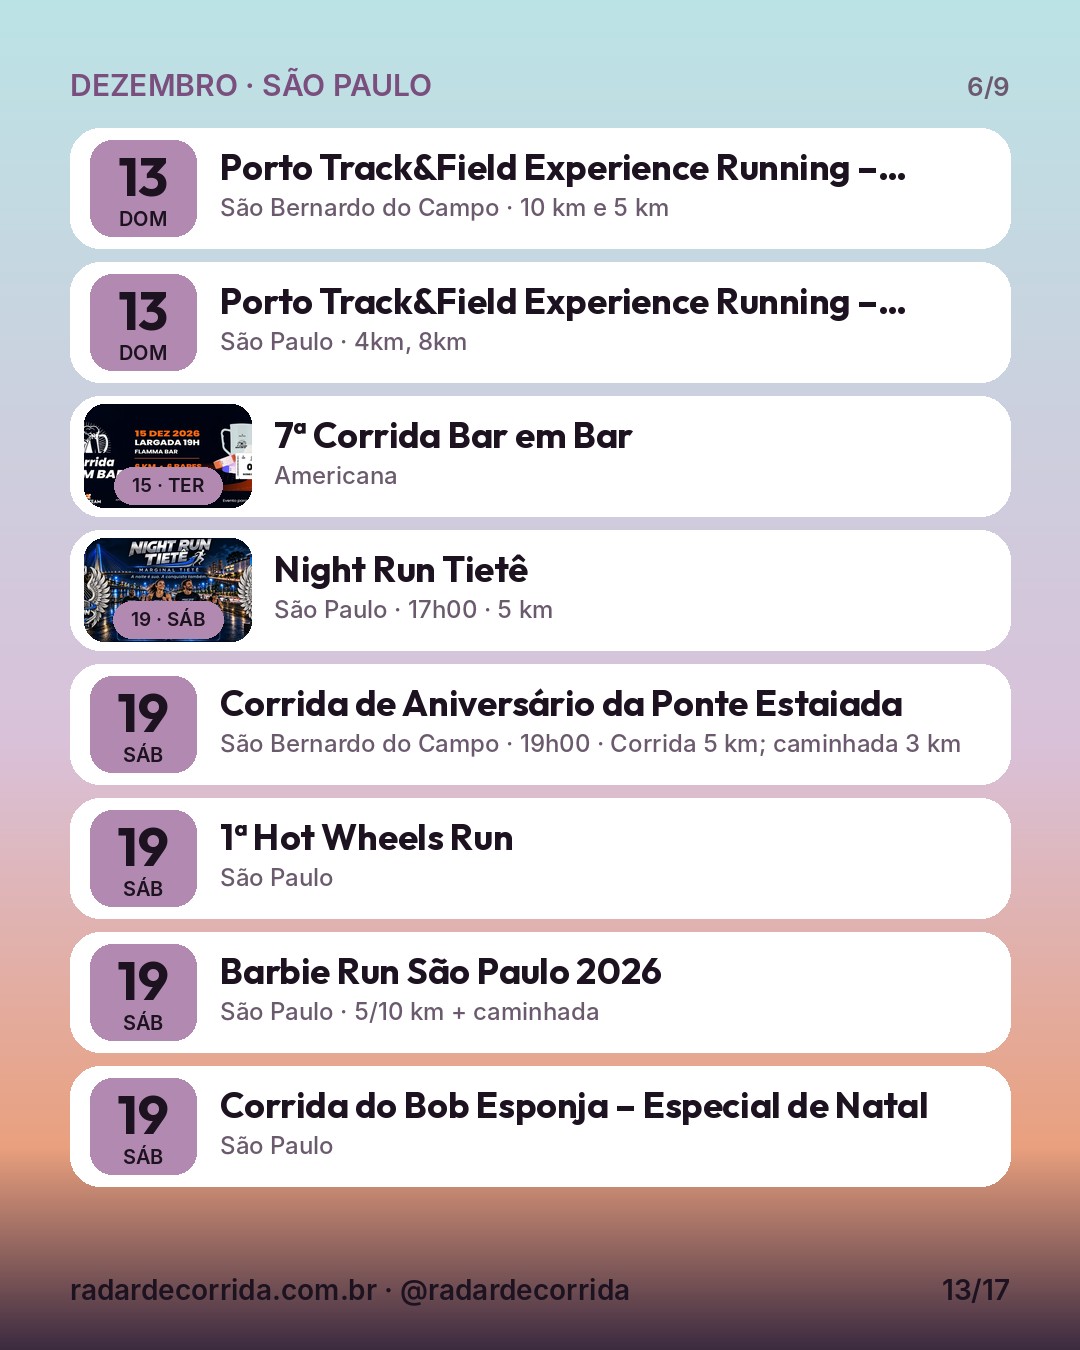 DEZEMBRO · SÃO PAULO
6/9
13
DOM
Porto Track&Field Experience Running –...
São Bernardo do Campo · 10 km e 5 km
13
DOM
Porto Track&Field Experience Running –...
São Paulo · 4km, 8km
15 DEZ 2026
LARGADA 19H
FLAMMA BAR
15 · TER
7ª Corrida Bar em Bar
Americana
NIGHT RUN
TIETÊ
MARGINAL TIETÊ
19 · SÁB
Night Run Tietê
São Paulo · 17h00 · 5 km
19
SÁB
Corrida de Aniversário da Ponte Estaiada
São Bernardo do Campo · 19h00 · Corrida 5 km; caminhada 3 km
19
SÁB
1ª Hot Wheels Run
São Paulo
19
SÁB
Barbie Run São Paulo 2026
São Paulo · 5/10 km + caminhada
19
SÁB
Corrida do Bob Esponja – Especial de Natal
São Paulo
radardecorrida.com.br · @radardecorrida
13/17